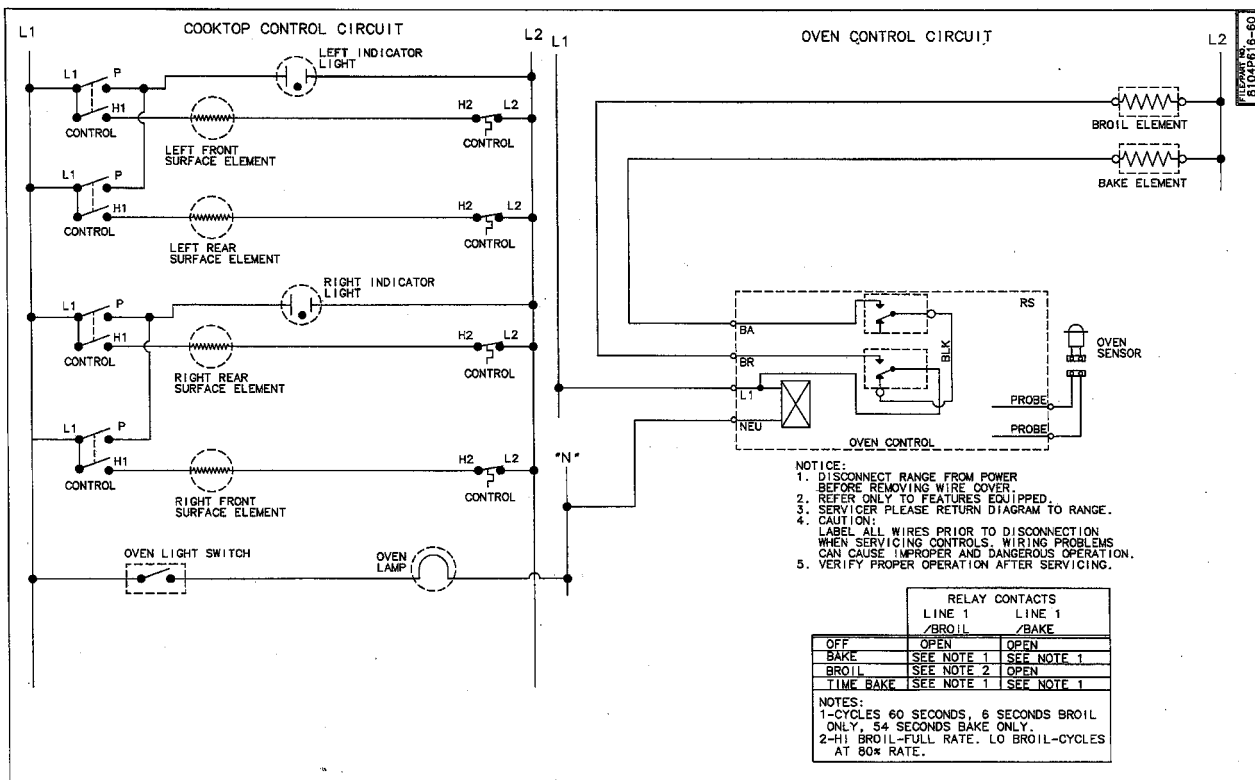 L1
COOKTOP CONTROL CIRCUIT
L2
LEFT INDICATOR
LIGHT
L1
P
H1
CONTROL
LEFT FRONT
SURFACE ELEMENT
H2
L2
CONTROL
L1
P
H1
CONTROL
LEFT REAR
SURFACE ELEMENT
H2
L2
CONTROL
RIGHT INDICATOR
LIGHT
L1
P
H1
CONTROL
RIGHT REAR
SURFACE ELEMENT
H2
L2
CONTROL
L1
P
H1
CONTROL
RIGHT FRONT
SURFACE ELEMENT
H2
L2
CONTROL
OVEN LIGHT SWITCH
OVEN
LAMP
"N"
L1
OVEN CONTROL CIRCUIT
L2
FILE/PART NO.
8104P616-60
BROIL ELEMENT
BAKE ELEMENT
RS
BA
BR
BLK
L1
NEU
OVEN CONTROL
PROBE
PROBE
OVEN
SENSOR
NOTICE:
1. DISCONNECT RANGE FROM POWER
BEFORE REMOVING WIRE COVER.
2. REFER ONLY TO FEATURES EQUIPPED.
3. SERVICER PLEASE RETURN DIAGRAM TO RANGE.
4. CAUTION:
LABEL ALL WIRES PRIOR TO DISCONNECTION
WHEN SERVICING CONTROLS. WIRING PROBLEMS
CAN CAUSE IMPROPER AND DANGEROUS OPERATION.
5. VERIFY PROPER OPERATION AFTER SERVICING.
RELAY CONTACTS
LINE 1 LINE 1
/BROIL /BAKE
OFF OPEN OPEN
BAKE SEE NOTE 1 SEE NOTE 1
BROIL SEE NOTE 2 OPEN
TIME BAKE SEE NOTE 1 SEE NOTE 1
NOTES:
1-CYCLES 60 SECONDS, 6 SECONDS BROIL
ONLY, 54 SECONDS BAKE ONLY.
2-HI BROIL-FULL RATE. LO BROIL-CYCLES
AT 80% RATE.